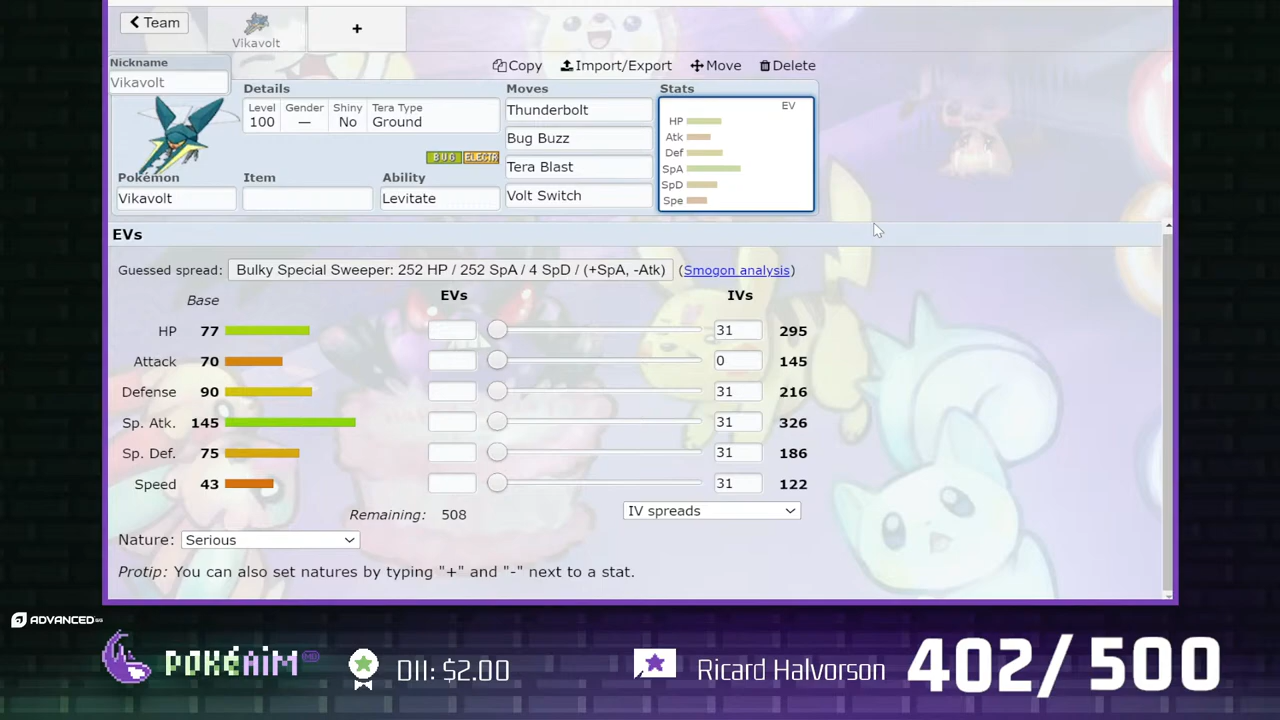 Team
Vikavolt
+
Nickname
Vikavolt
Copy Import/Export Move Delete
Details
Level Gender Shiny Tera Type
100 — No Ground
BUG ELECTR
Pokémon Item Ability
Vikavolt Levitate
Moves
Thunderbolt
Bug Buzz
Tera Blast
Volt Switch
Stats
EV
HP
Atk
Def
SpA
SpD
Spe
EVs
Guessed spread: Bulky Special Sweeper: 252 HP / 252 SpA / 4 SpD / (+SpA, -Atk) (Smogon analysis)
Base EVs IVs
HP 77 31 295
Attack 70 0 145
Defense 90 31 216
Sp. Atk. 145 31 326
Sp. Def. 75 31 186
Speed 43 31 122
Remaining: 508 IV spreads
Nature: Serious
Protip: You can also set natures by typing "+" and "-" next to a stat.
ADVANCED GG
POKéAIM MD
DII: $2.00
Ricard Halvorson
402/500